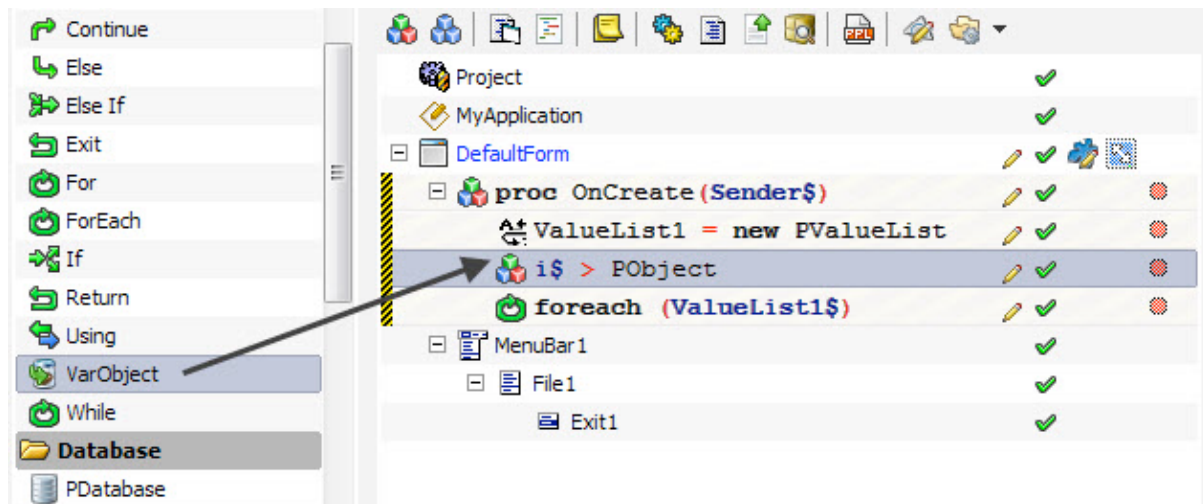 Continue
Else
Else If
Exit
For
ForEach
If
Return
Using
VarObject
While
Database
PDatabase
PPL
Project
MyApplication
DefaultForm
proc OnCreate(Sender$)
ValueList1 = new PValueList
i$ > PObject
foreach (ValueList1$)
MenuBar1
File1
Exit1